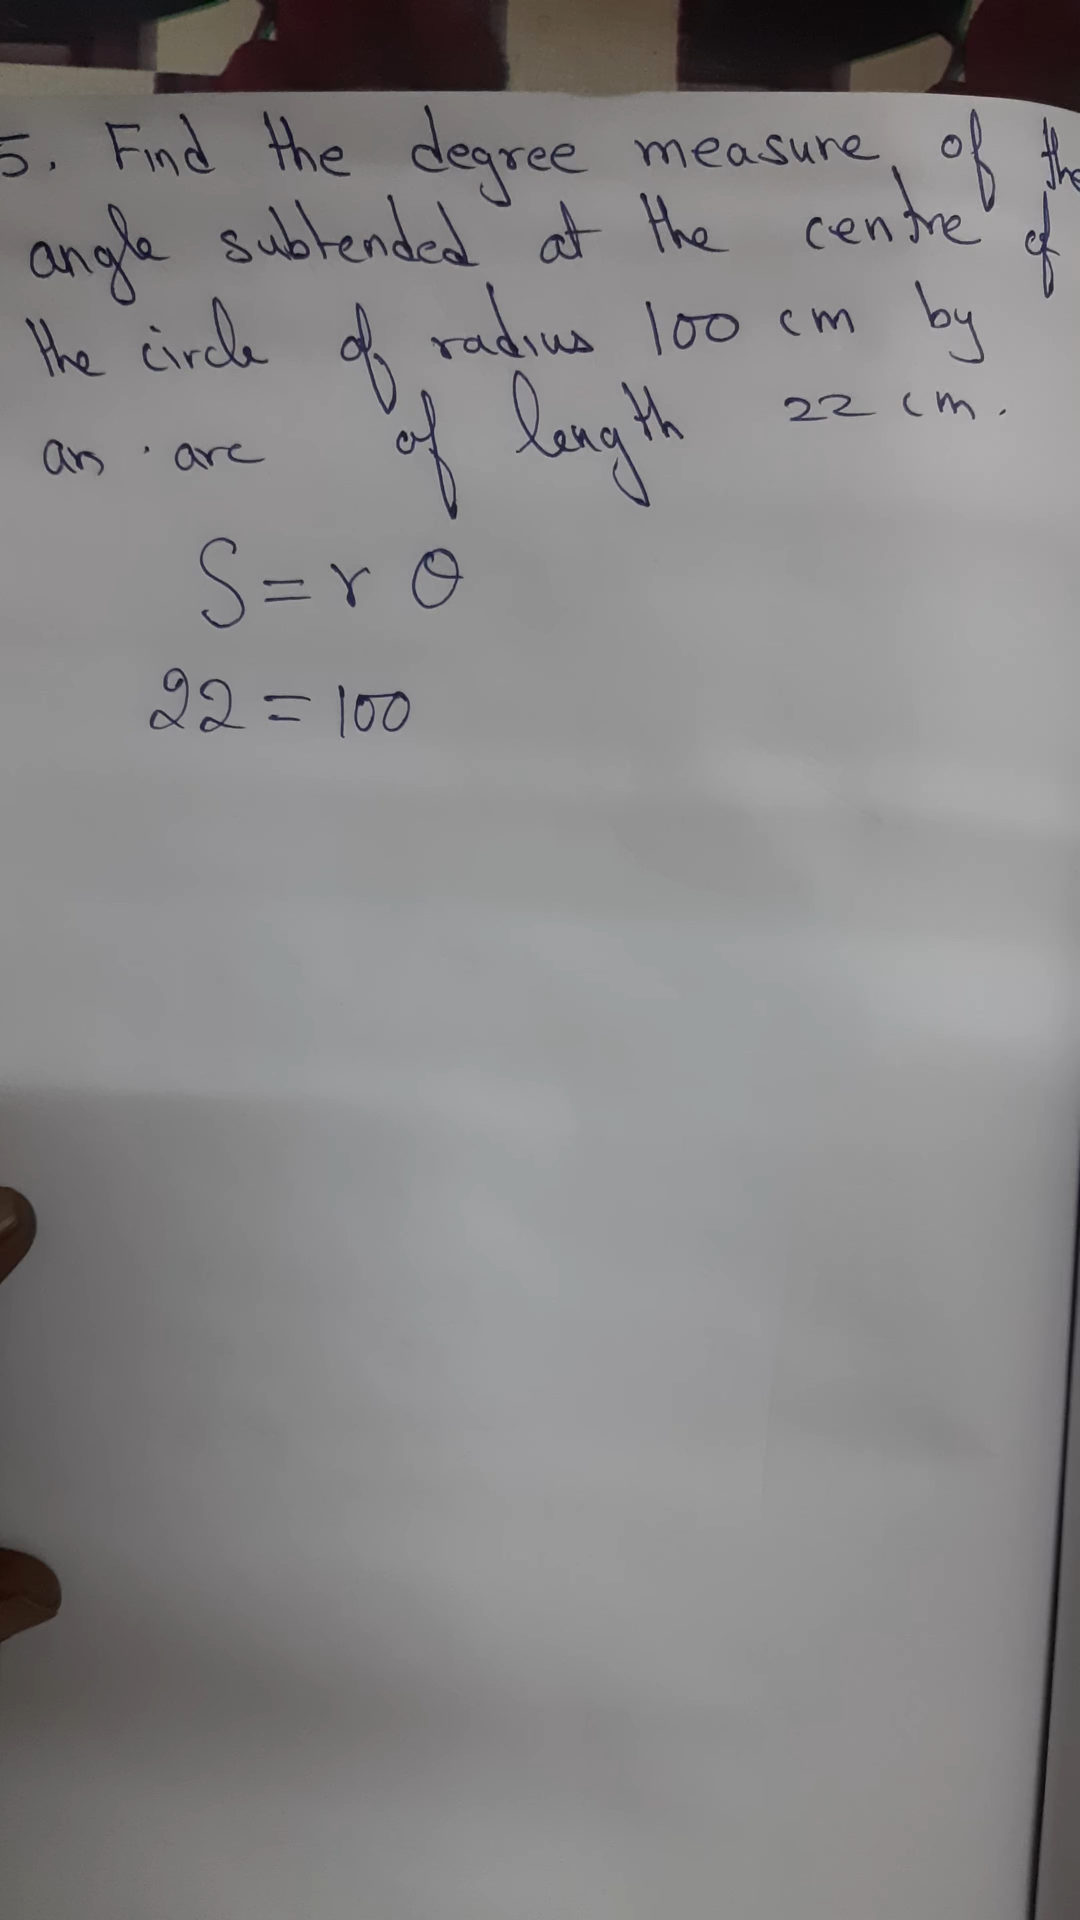 5. Find the degree measure of the
angle subtended at the centre of
the circle of radius 100 cm by
an arc of length 22 cm.
S = r θ
22 = 100